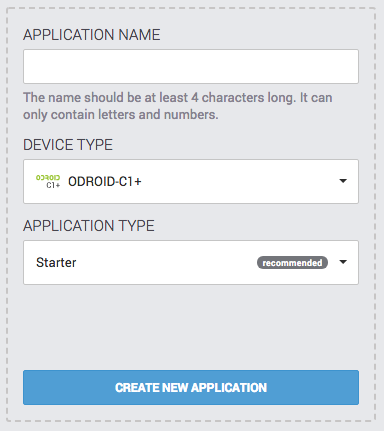 APPLICATION NAME
The name should be at least 4 characters long. It can
only contain letters and numbers.
DEVICE TYPE
ODROID
C1+
ODROID-C1+
APPLICATION TYPE
Starter recommended
CREATE NEW APPLICATION